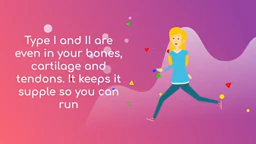 Type I and II are
even in your bones,
cartilage and
tendons. It keeps it
supple so you can
run